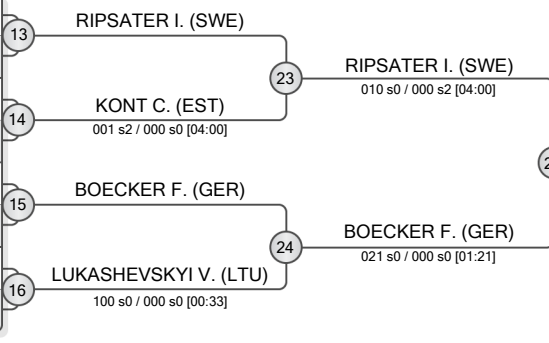 RIPSATER I. (SWE)
13
23
RIPSATER I. (SWE)
010 s0 / 000 s2 [04:00]
KONT C. (EST)
14
001 s2 / 000 s0 [04:00]
BOECKER F. (GER)
15
24
BOECKER F. (GER)
021 s0 / 000 s0 [01:21]
LUKASHEVSKYI V. (LTU)
16
100 s0 / 000 s0 [00:33]